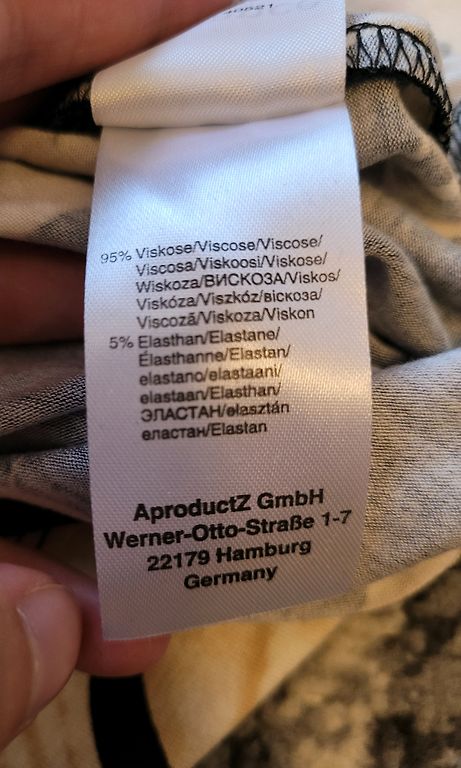 95% Viskose/Viscose/Viscose/
Viscosa/Viskoosi/Viskose/
Wiskoza/ВИСКОЗА/Viskos/
Viskóza/Viszkóz/віскоза/
Viscoză/Viskoza/Viskon
5% Elasthan/Elastane/
Élasthanne/Elastan/
elastano/elastaani/
elastaan/Elasthan/
ЭЛАСТАН/elasztán
еластан/Elastan
AproductZ GmbH
Werner-Otto-Straße 1-7
22179 Hamburg
Germany